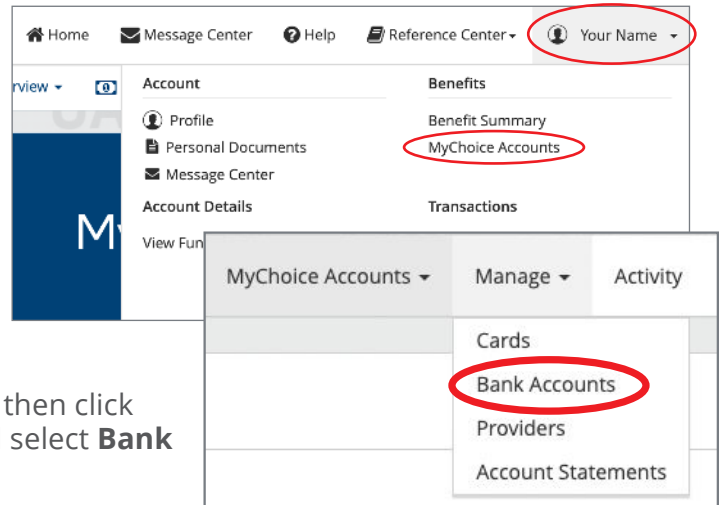 Home Message Center Help Reference Center Your Name
rview
Account Benefits
Profile Benefit Summary
Personal Documents MyChoice Accounts
Message Center
Account Details Transactions
My
View Fun
MyChoice Accounts Manage Activity
Cards
Bank Accounts
Providers
Account Statements
then click
select Bank